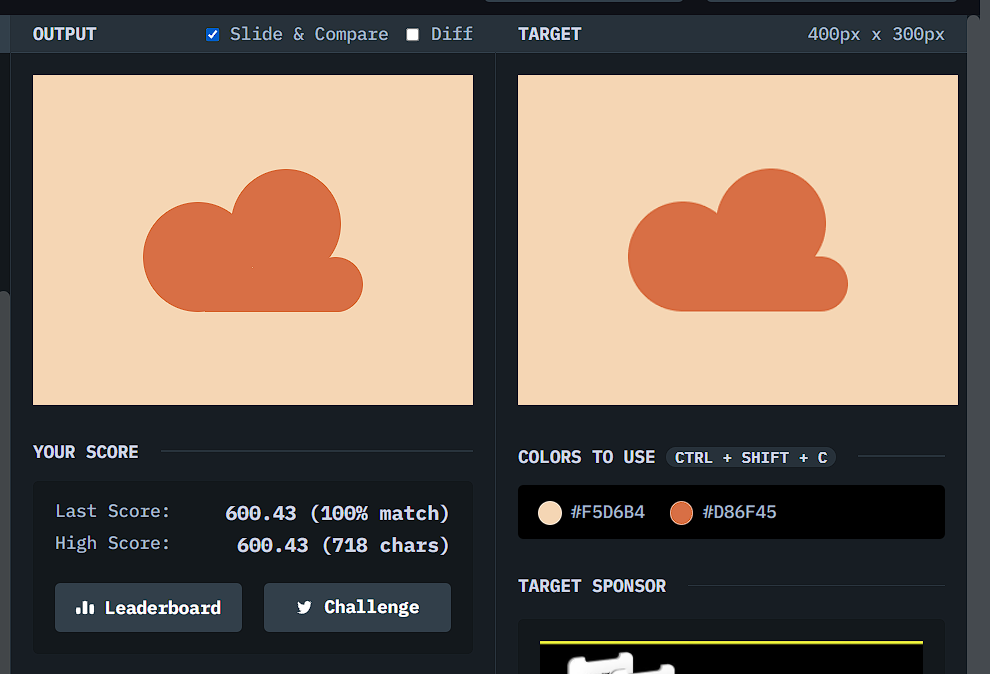 OUTPUT
Slide & Compare
Diff
TARGET
400px x 300px
YOUR SCORE
Last Score: 600.43 (100% match)
High Score: 600.43 (718 chars)
Leaderboard
Challenge
COLORS TO USE CTRL + SHIFT + C
#F5D6B4
#D86F45
TARGET SPONSOR